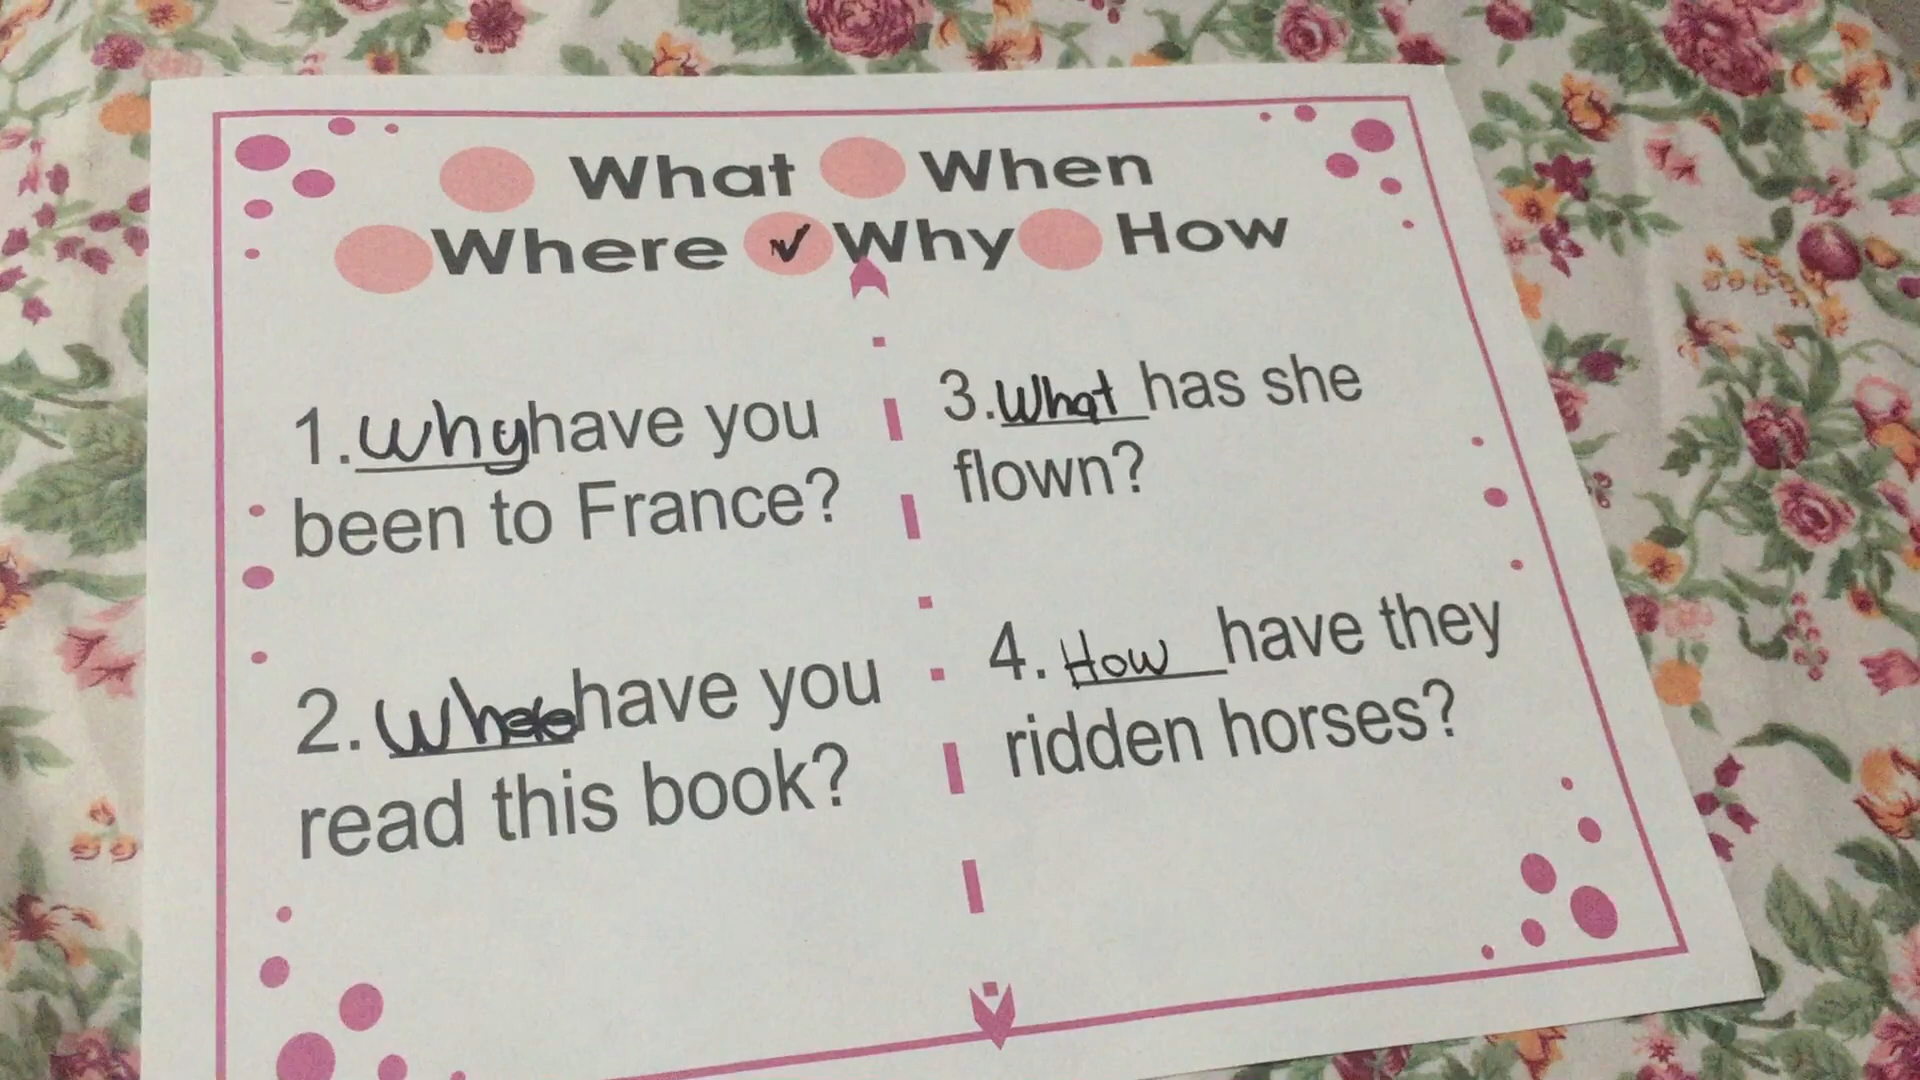 What When
Where Why How
1. Why have you
been to France?
2. have you
read this book?
3. What has she
flown?
4. How have they
ridden horses?